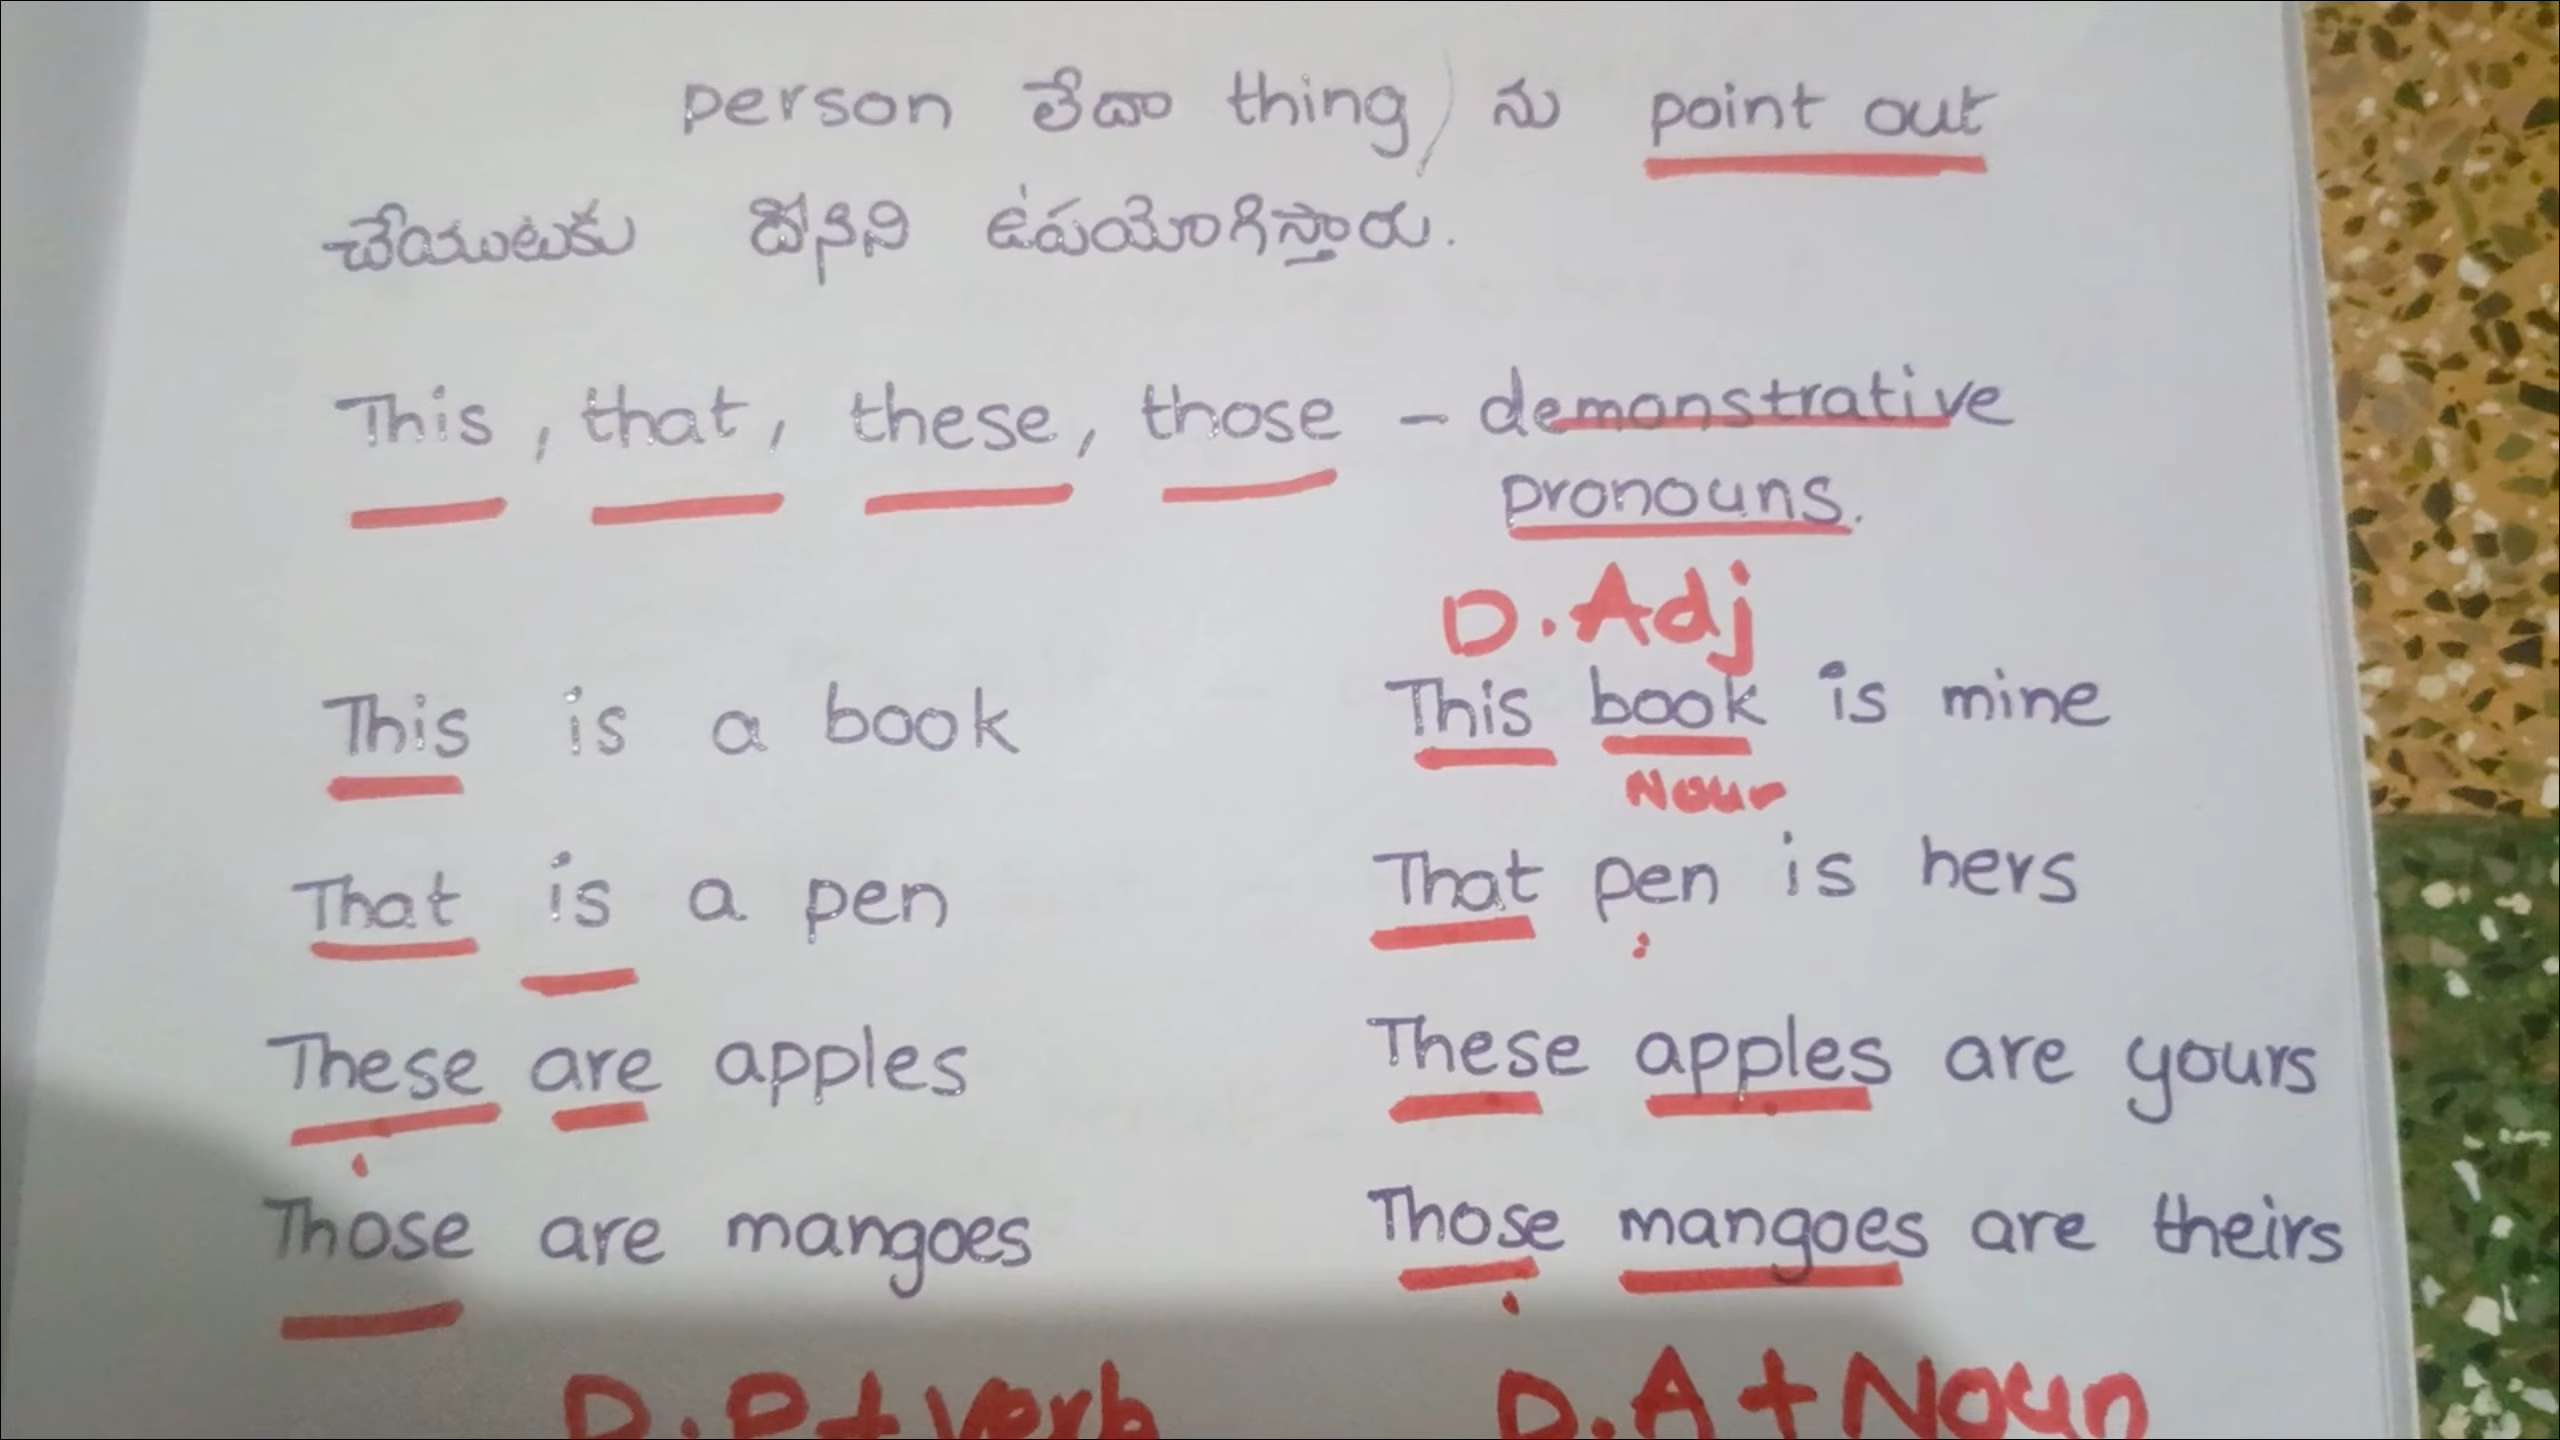 person లేదా thing) ను point out
చేయుటకు దీనిని ఉపయోగిస్తారు.
This, that, these, those - demonstrative
pronouns.
D. Adj
This is a book
This book is mine
Noun
That is a pen
That pen is hers
These are apples
These apples are yours
Those are mangoes
Those mangoes are theirs
D.P + Verb
D.A + Noun